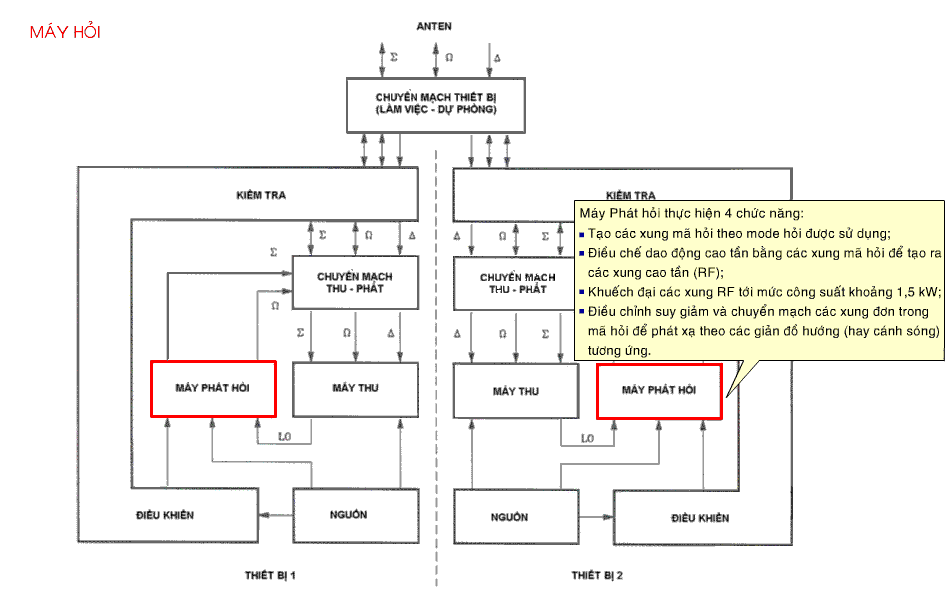 MÁY HỎI
ANTEN
Σ Ω Δ
CHUYỂN MẠCH THIẾT BỊ
(LÀM VIỆC - DỰ PHÒNG)
KIỂM TRA
KIỂM TRA
Máy Phát hỏi thực hiện 4 chức năng:
Tạo các xung mã hỏi theo mode hỏi được sử dụng;
Điều chế dao động cao tần bằng các xung mã hỏi để tạo ra
các xung cao tần (RF);
Khuếch đại các xung RF tới mức công suất khoảng 1,5 kW;
Điều chỉnh suy giảm và chuyển mạch các xung đơn trong
mã hỏi để phát xạ theo các giản đồ hướng (hay cánh sóng)
tương ứng.
Σ Ω Δ
Δ Ω Σ
Σ
CHUYỂN MẠCH
THU - PHÁT
CHUYỂN MẠCH
THU - PHÁT
Ω
Σ Ω Δ
Δ Ω Σ
MÁY PHÁT HỎI
MÁY THU
MÁY THU
MÁY PHÁT HỎI
LO
LO
ĐIỀU KHIỂN
NGUỒN
NGUỒN
ĐIỀU KHIỂN
THIẾT BỊ 1
THIẾT BỊ 2